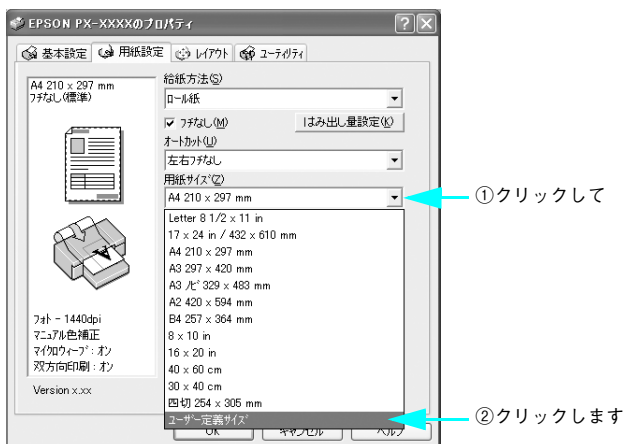 EPSON PX-XXXXのプロパティ
基本設定 用紙設定 レイアウト ユーティリティ
A4 210 x 297 mm
フチなし(標準)
給紙方法(S)
ロール紙
フチなし(M) はみ出し量設定(K)
オートカット(U)
左右フチなし
用紙サイズ(Z)
A4 210 x 297 mm
①クリックして
Letter 8 1/2 x 11 in
17 x 24 in / 432 x 610 mm
A4 210 x 297 mm
A3 297 x 420 mm
A3 ノビ 329 x 483 mm
A2 420 x 594 mm
B4 257 x 364 mm
8 x 10 in
16 x 20 in
40 x 60 cm
30 x 40 cm
四切 254 x 305 mm
ユーザー定義サイズ
②クリックします
フォト - 1440dpi
マニュアル色補正
マイクロウィーブ : オン
双方向印刷 : オン
Version x.xx
OK キャンセル ヘルプ